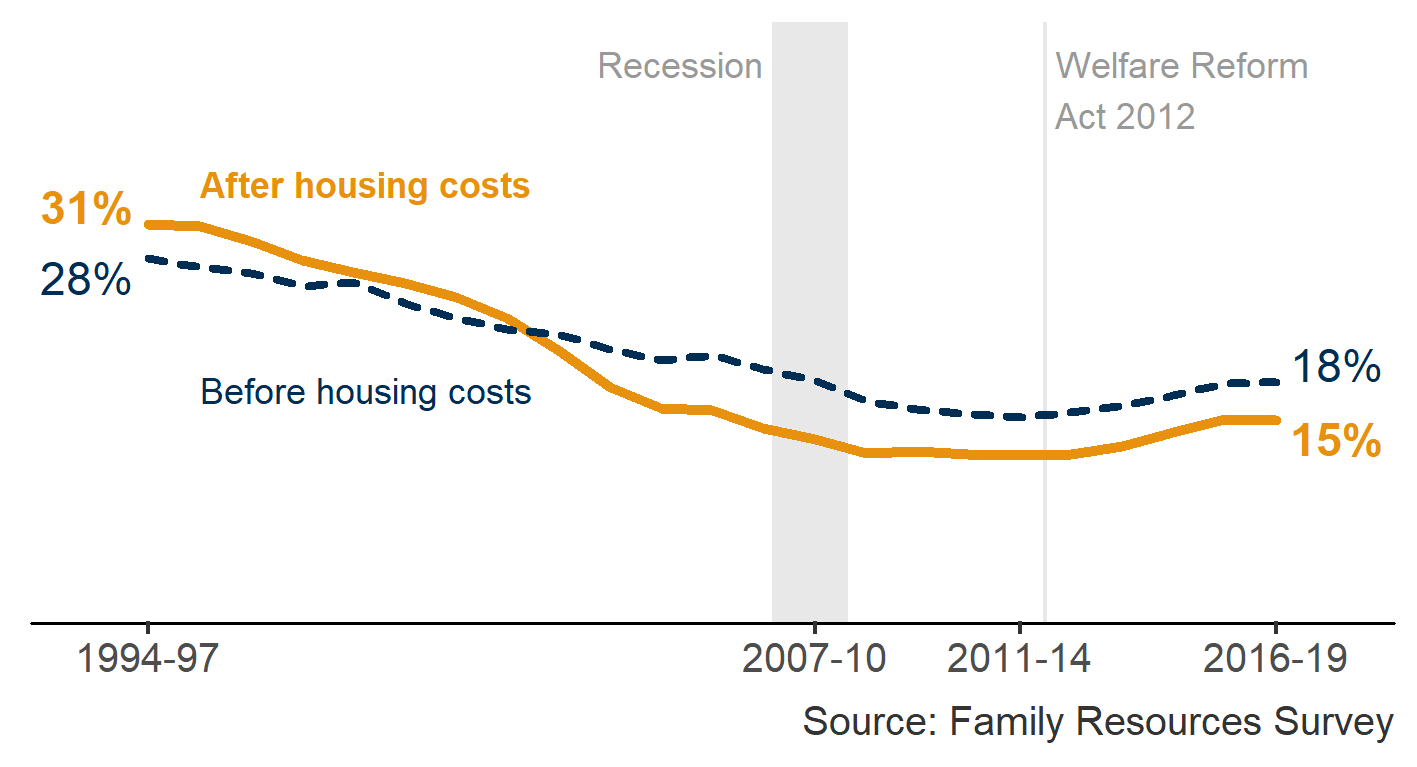 Recession
Welfare Reform
Act 2012
After housing costs
31%
28%
Before housing costs
18%
15%
1994-97
2007-10
2011-14
2016-19
Source: Family Resources Survey